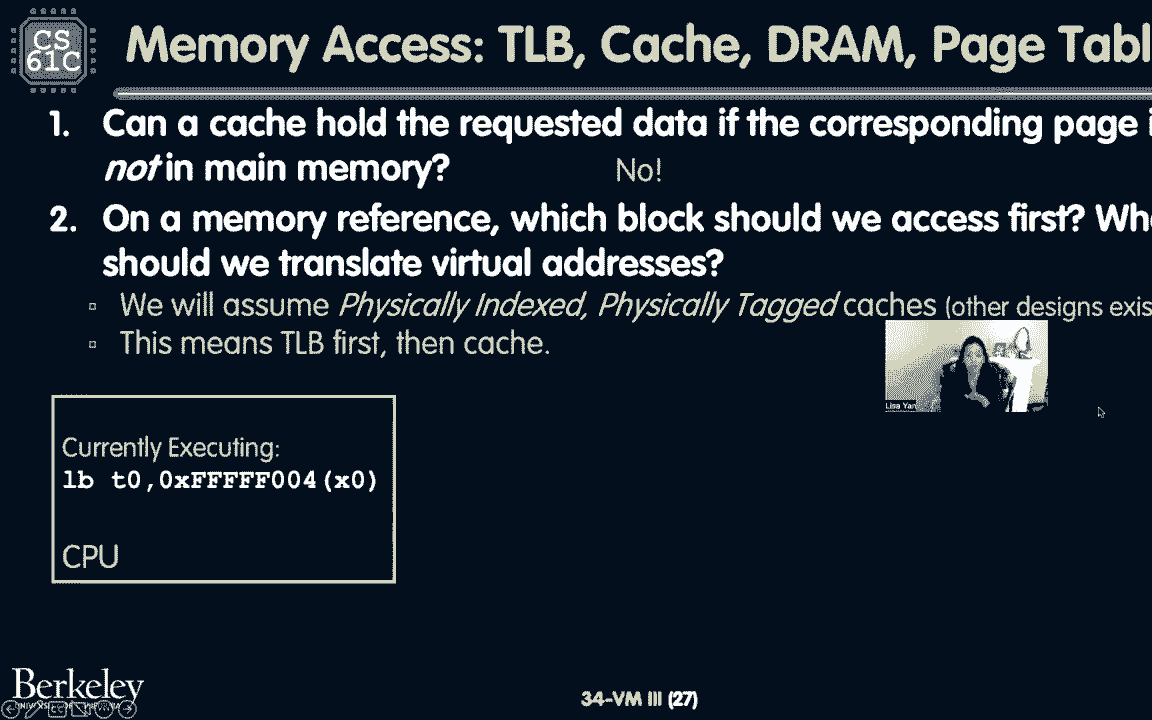 CS
61C
Memory Access: TLB, Cache, DRAM, Page Tabl
1. Can a cache hold the requested data if the corresponding page i
not in main memory? No!
2. On a memory reference, which block should we access first? Whe
should we translate virtual addresses?
▫ We will assume Physically Indexed, Physically Tagged caches (other designs exis
▫ This means TLB first, then cache.
Lisa Yan
Currently Executing:
lb t0,0xFFFFF004(x0)
CPU
Berkeley
34-VM III (27)